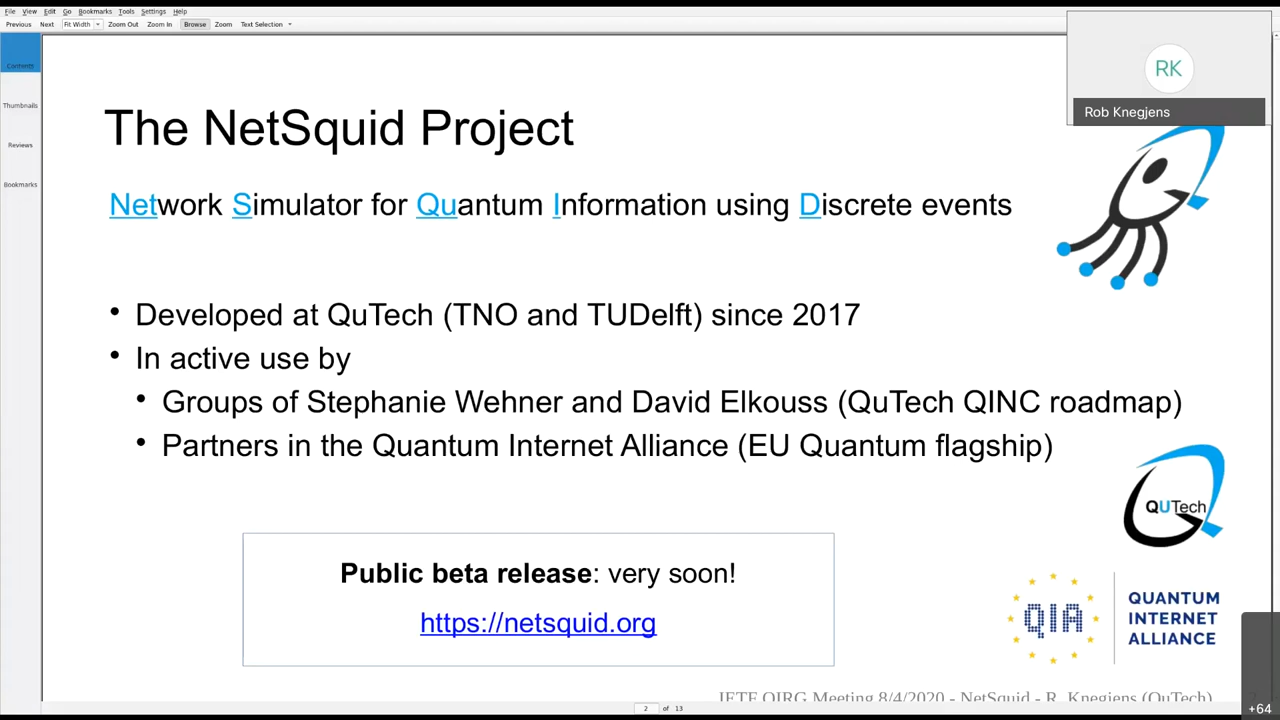 File View Edit Go Bookmarks Tools Settings Help
Previous Next Fit Width Zoom Out Zoom In Browse Zoom Text Selection
RK
Rob Knegjens
Contents
Thumbnails
Reviews
Bookmarks
The NetSquid Project
Network Simulator for Quantum Information using Discrete events
• Developed at QuTech (TNO and TUDelft) since 2017
• In active use by
• Groups of Stephanie Wehner and David Elkouss (QuTech QINC roadmap)
• Partners in the Quantum Internet Alliance (EU Quantum flagship)
QUTech
Public beta release: very soon!
https://netsquid.org
QIA
QUANTUM
INTERNET
ALLIANCE
IETF QIRG Meeting 8/4/2020 - NetSquid - R. Knegjens (QuTech)
2 of 13
+64